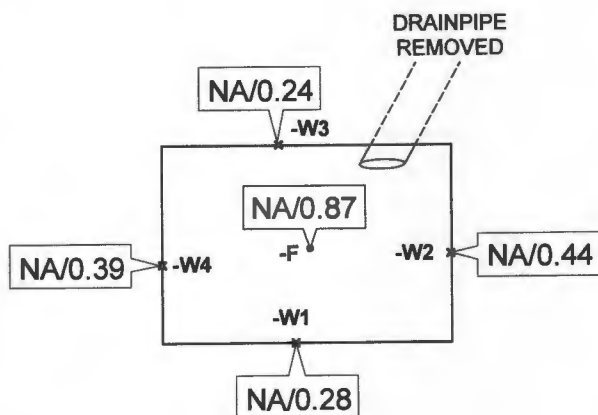 DRAINPIPE
REMOVED
NA/0.24
-W3
NA/0.87
-F
NA/0.39
-W4
-W2
NA/0.44
-W1
NA/0.28